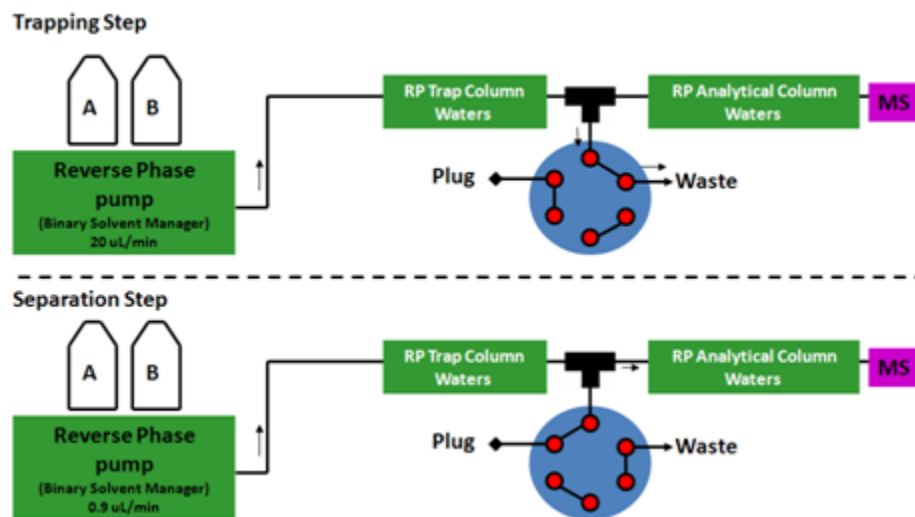 Trapping Step
A B
RP Trap Column
Waters
RP Analytical Column
Waters
MS
Reverse Phase
pump
(Binary Solvent Manager)
20 uL/min
Plug
Waste
Separation Step
A B
RP Trap Column
Waters
RP Analytical Column
Waters
MS
Reverse Phase
pump
(Binary Solvent Manager)
0.9 uL/min
Plug
Waste